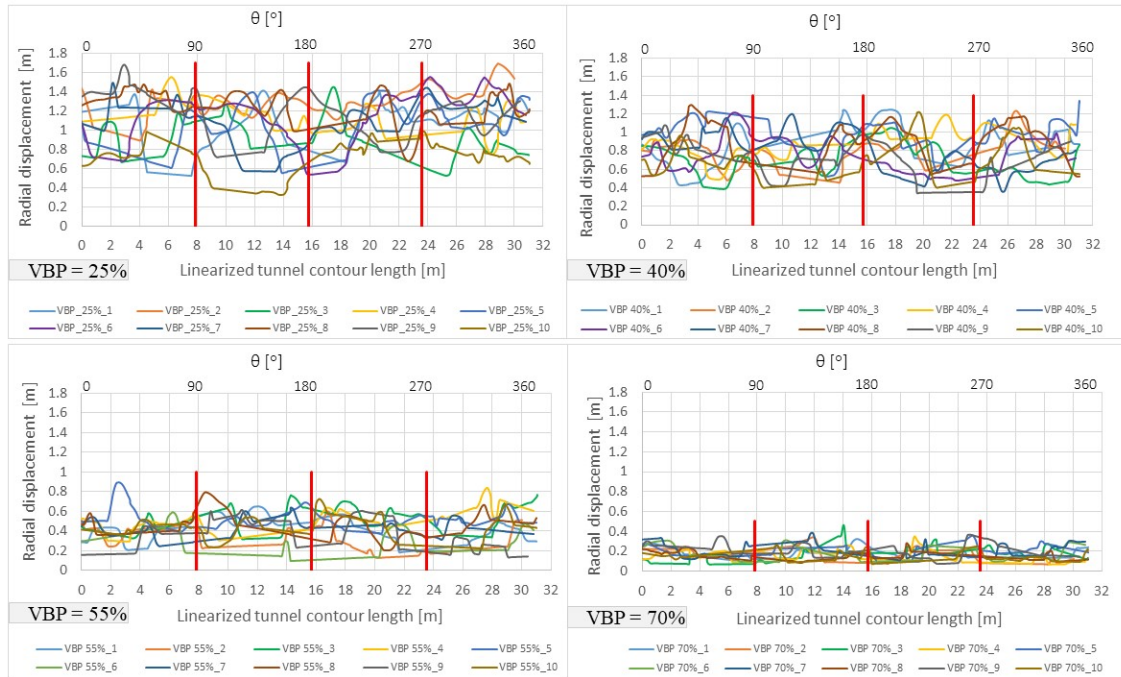 θ [°]
0 90 180 270 360
Radial displacement [m]
1.8
1.6
1.4
1.2
1
0.8
0.6
0.4
0.2
0
0 2 4 6 8 10 12 14 16 18 20 22 24 26 28 30 32
VBP = 25%
Linearized tunnel contour length [m]
VBP_25%_1 VBP_25%_2 VBP_25%_3 VBP_25%_4 VBP_25%_5
VBP_25%_6 VBP_25%_7 VBP_25%_8 VBP_25%_9 VBP_25%_10
θ [°]
0 90 180 270 360
Radial displacement [m]
1.8
1.6
1.4
1.2
1
0.8
0.6
0.4
0.2
0
0 2 4 6 8 10 12 14 16 18 20 22 24 26 28 30 32
VBP = 40%
Linearized tunnel contour length [m]
VBP 40%_1 VBP 40%_2 VBP 40%_3 VBP 40%_4 VBP 40%_5
VBP 40%_6 VBP 40%_7 VBP 40%_8 VBP 40%_9 VBP 40%_10
θ [°]
0 90 180 270 360
Radial displacement [m]
1.8
1.6
1.4
1.2
1
0.8
0.6
0.4
0.2
0
0 2 4 6 8 10 12 14 16 18 20 22 24 26 28 30 32
VBP = 55%
Linearized tunnel contour length [m]
VBP 55%_1 VBP 55%_2 VBP 55%_3 VBP 55%_4 VBP 55%_5
VBP 55%_6 VBP 55%_7 VBP 55%_8 VBP 55%_9 VBP 55%_10
θ [°]
0 90 180 270 360
Radial displacement [m]
1.8
1.6
1.4
1.2
1
0.8
0.6
0.4
0.2
0
0 2 4 6 8 10 12 14 16 18 20 22 24 26 28 30 32
VBP = 70%
Linearized tunnel contour length [m]
VBP 70%_1 VBP 70%_2 VBP 70%_3 VBP 70%_4 VBP 70%_5
VBP 70%_6 VBP 70%_7 VBP 70%_8 VBP 70%_9 VBP 70%_10